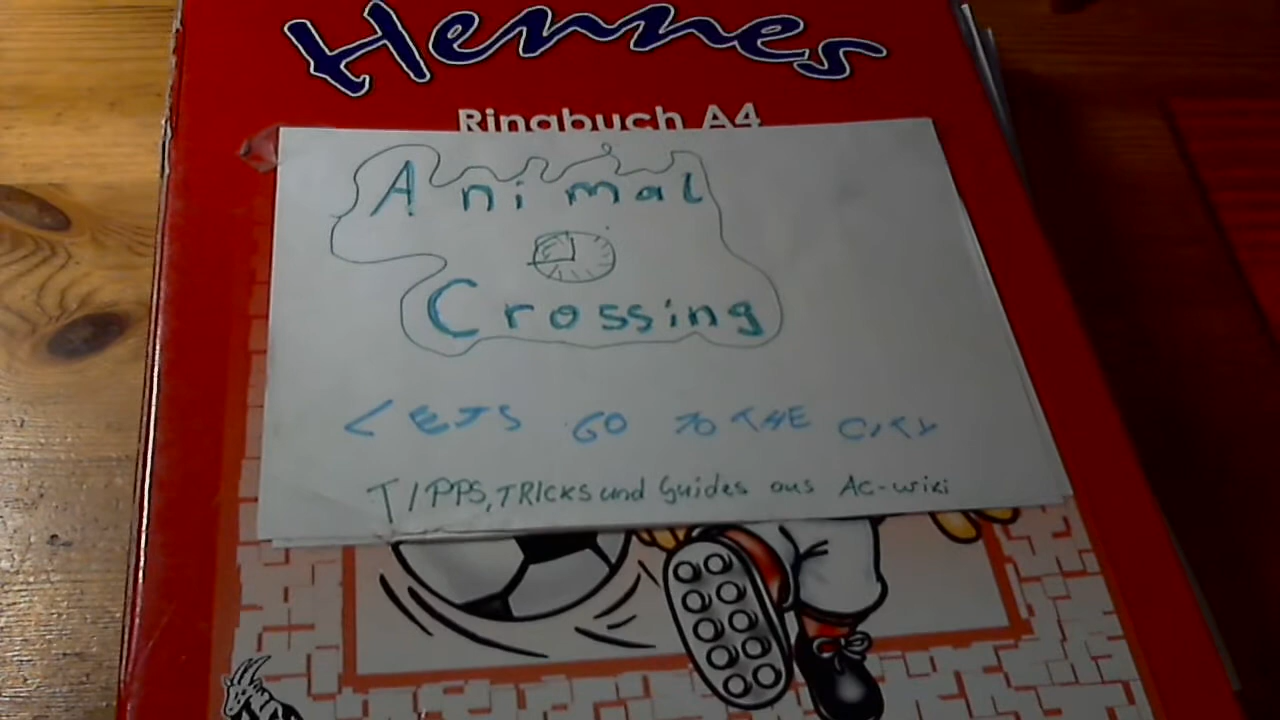 Hennes
Ringbuch A4
Animal
Crossing
LETS GO TO THE CITY
TIPPS, TRICKS und Guides aus AC-wiki